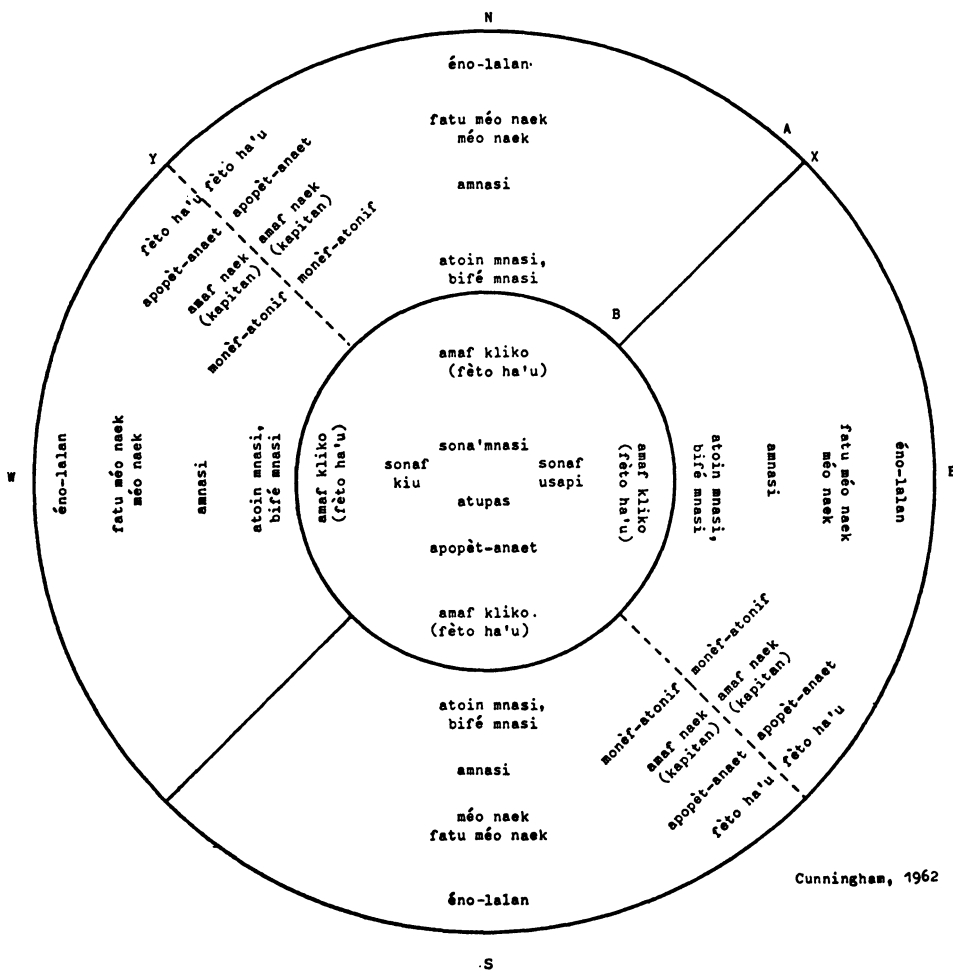 N
éno-lalan
fatu méo naek
méo naek
A
X
Y
amnasi
fèto ha'u
fèto ha'u
apopèt-anaet
apopèt-anaet
amaf naek
(kapitan)
amaf naek
(kapitan)
monèf-atonif
monèf-atonif
atoin mnasi,
bifé mnasi
B
amaf kliko
(fèto ha'u)
W
éno-lalan
fatu méo naek
méo naek
amnasi
atoin mnasi,
bifé mnasi
amaf kliko
(fèto ha'u)
sona'mnasi
sonaf
kiu
sonaf
usapi
atupas
apopèt-anaet
amaf kliko
(fèto ha'u)
atoin mnasi,
bifé mnasi
amnasi
fatu méo naek
méo naek
éno-lalan
E
amaf kliko.
(fèto ha'u)
atoin mnasi,
bifé mnasi
amnasi
méo naek
fatu méo naek
éno-lalan
monèf-atonif
monèf-atonif
amaf naek
(kapitan)
amaf naek
(kapitan)
apopèt-anaet
apopèt-anaet
fèto ha'u
fèto ha'u
Cunningham, 1962
S